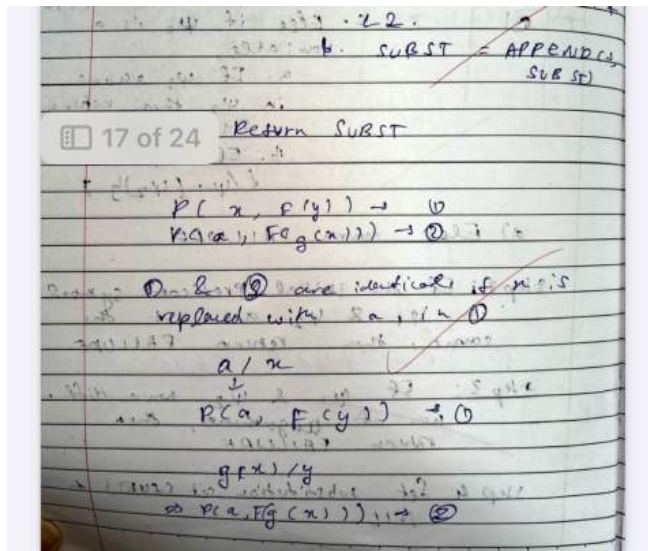 L2.
b. SUBST = APPEND(s, SUBST)
Return SUBST
17 of 24
P(x, F(y)) → ①
P(a, F(g(x))) → ②
① & ② are identical if x is
replaced with a, in ①
a/x
↓
P(a, F(y)) → ①
g(x)/y
⇒ P(a, F(g(x))) → ②